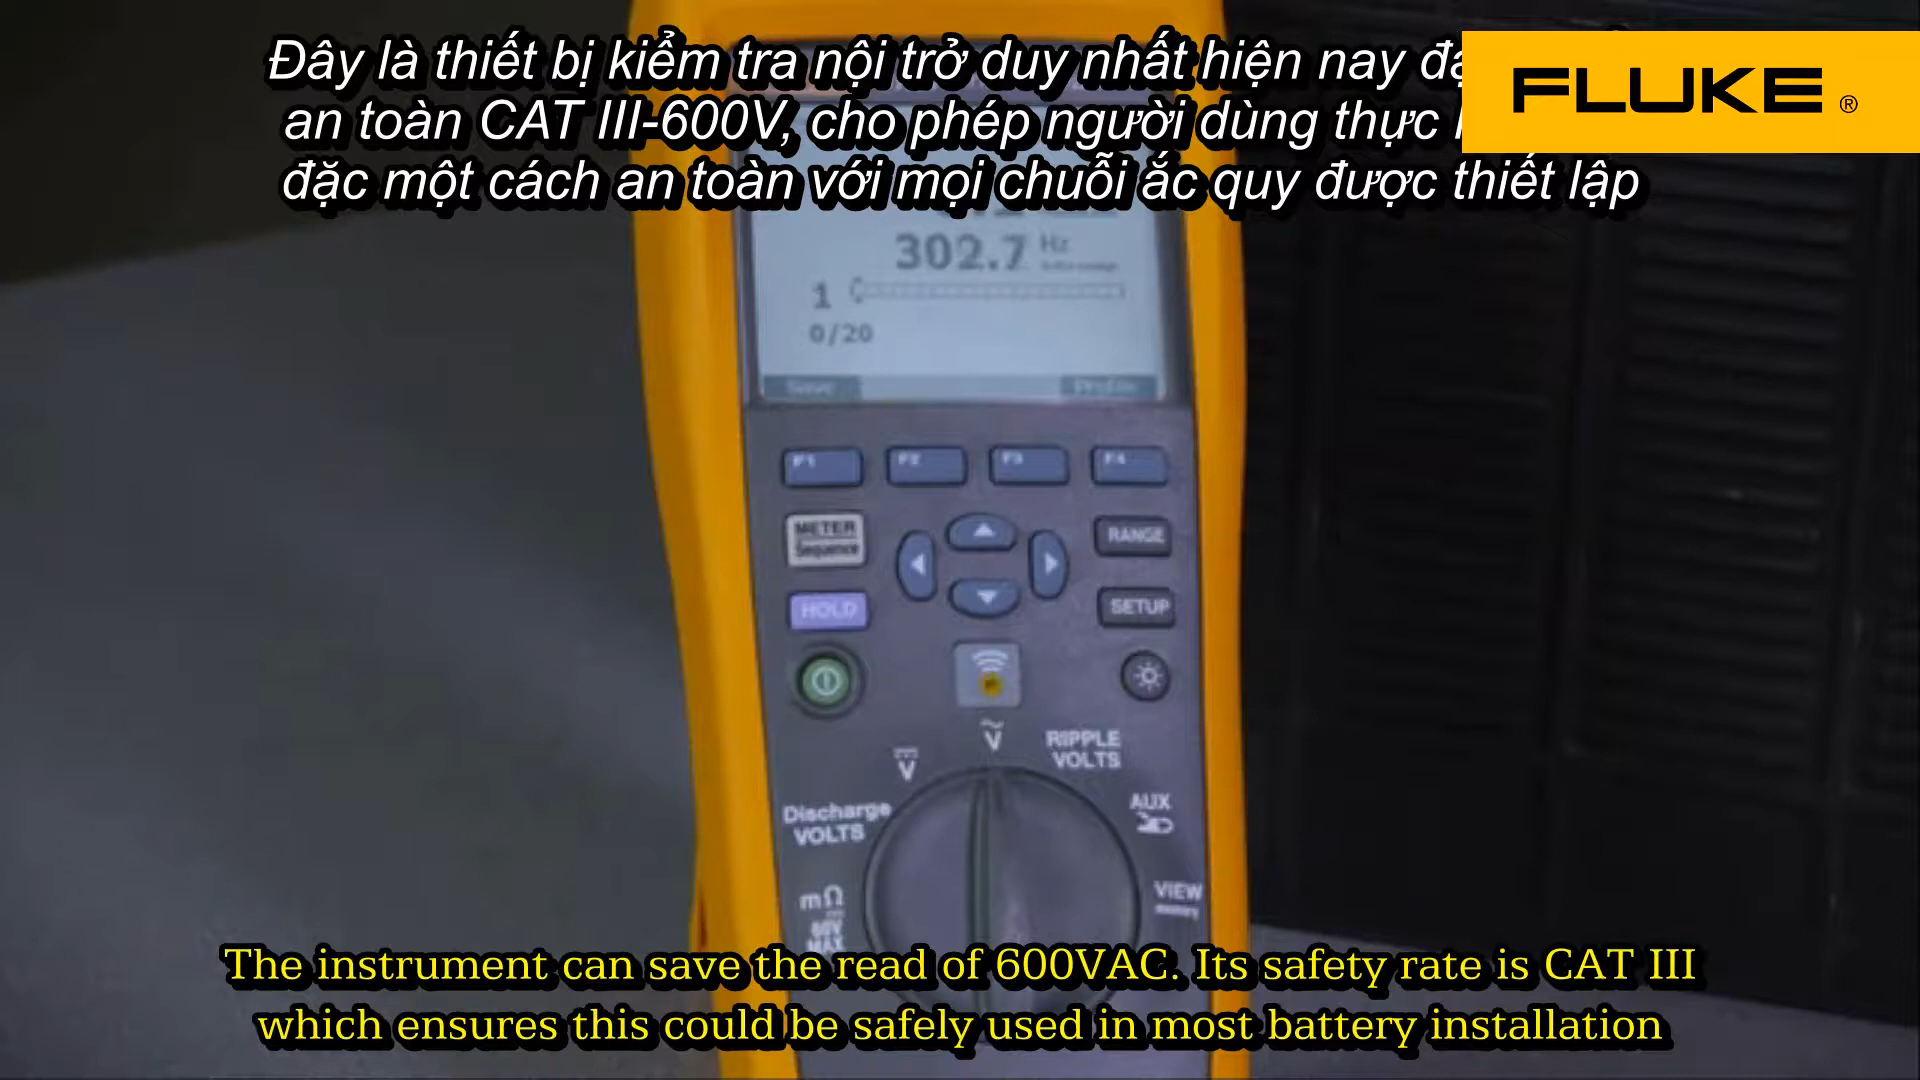 Đây là thiết bị kiểm tra nội trở duy nhất hiện nay
FLUKE ®
an toàn CAT III-600V, cho phép người dùng thực
đặc một cách an toàn với mọi chuỗi ắc quy được thiết lập
302.7 Hz
1
0/20
Save Profile
F1 F2 F3 F4
METER
Sequence
RANGE
HOLD
SETUP
V
V
RIPPLE
VOLTS
Discharge
VOLTS
AUX
mΩ
VIEW
60V
MAX
The instrument can save the read of 600VAC. Its safety rate is CAT III
which ensures this could be safely used in most battery installation